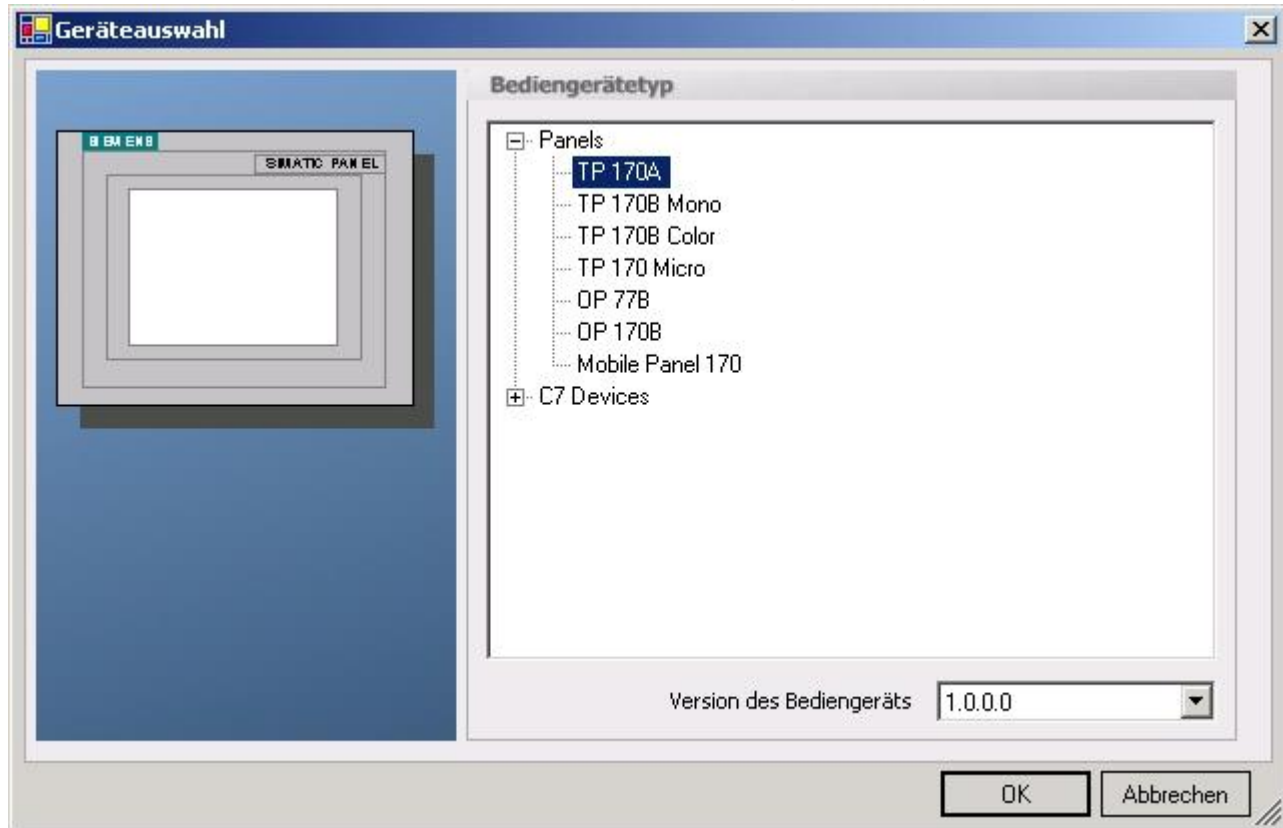 Geräteauswahl
SIEMENS
SIMATIC PANEL
Bediengerätetyp
Panels
TP 170A
TP 170B Mono
TP 170B Color
TP 170 Micro
OP 77B
OP 170B
Mobile Panel 170
C7 Devices
Version des Bediengeräts 1.0.0.0
OK Abbrechen